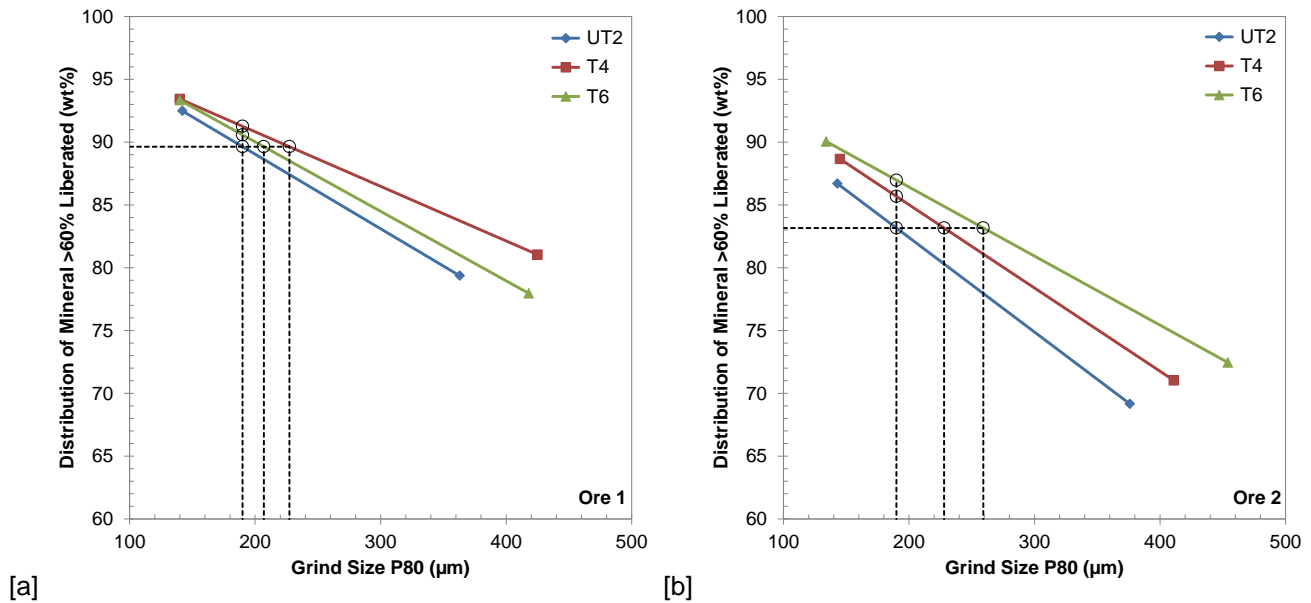 100
95
90
85
80
75
70
65
60
Distribution of Mineral >60% Liberated (wt%)
UT2
T4
T6
Ore 1
100 200 300 400 500
Grind Size P80 (µm)
[a]
100
95
90
85
80
75
70
65
60
Distribution of Mineral >60% Liberated (wt%)
UT2
T4
T6
Ore 2
100 200 300 400 500
Grind Size P80 (µm)
[b]